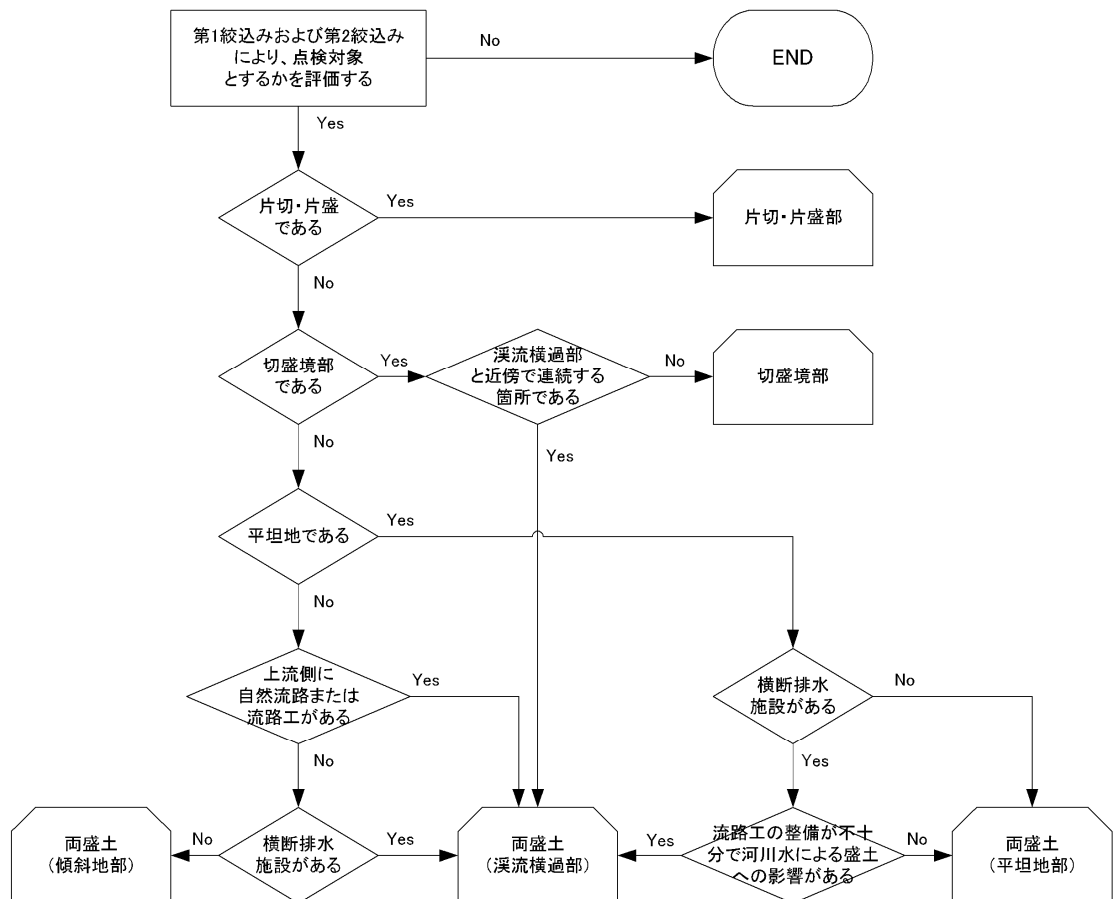 第1絞込みおよび第2絞込み
により、点検対象
とするかを評価する
No
END
Yes
片切・片盛
である
Yes
片切・片盛部
No
切盛境部
である
Yes
渓流横過部
と近傍で連続する
箇所である
No
切盛境部
No
Yes
平坦地である
Yes
No
上流側に
自然流路または
流路工がある
Yes
横断排水
施設がある
No
No
Yes
両盛土
（傾斜地部）
No
横断排水
施設がある
Yes
両盛土
（渓流横過部）
Yes
流路工の整備が不十
分で河川水による盛土
への影響がある
No
両盛土
（平坦地部）